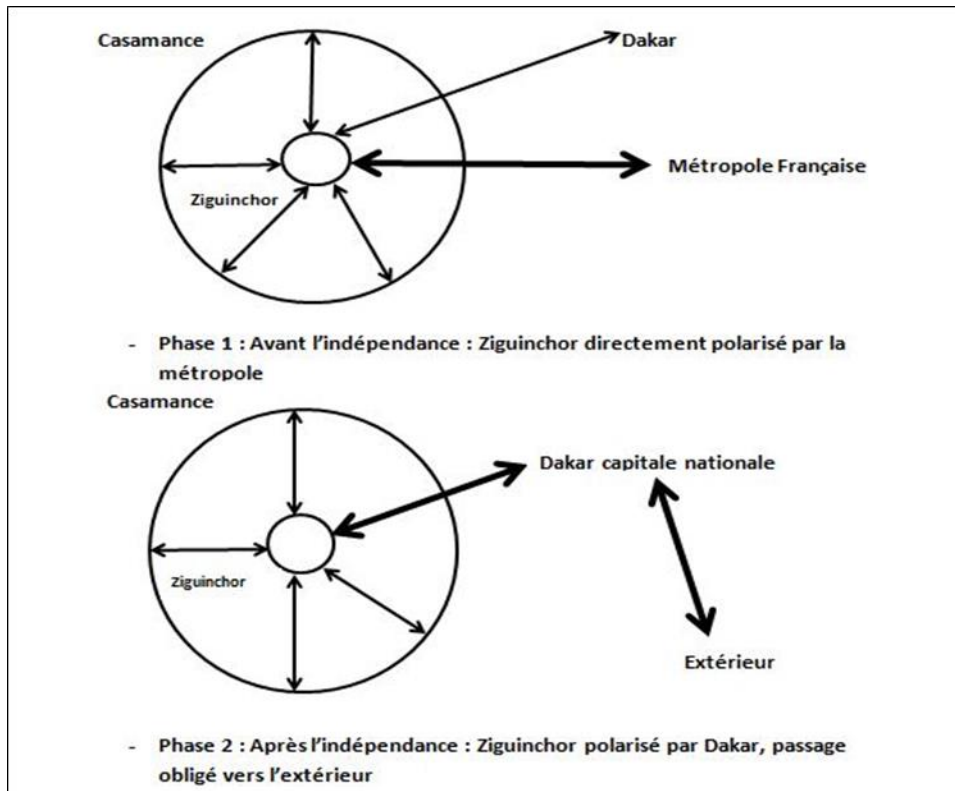 Casamance
Dakar
Métropole Française
Ziguinchor
- Phase 1 : Avant l'indépendance : Ziguinchor directement polarisé par la
métropole
Casamance
Dakar capitale nationale
Ziguinchor
Extérieur
- Phase 2 : Après l'indépendance : Ziguinchor polarisé par Dakar, passage
obligé vers l'extérieur